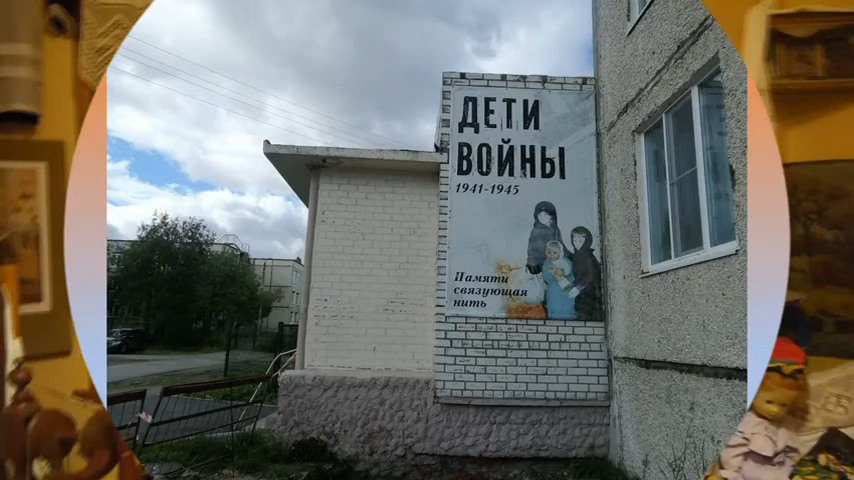 ДЕТИ
ВОЙНЫ
1941-1945
Памяти
связующая
нить